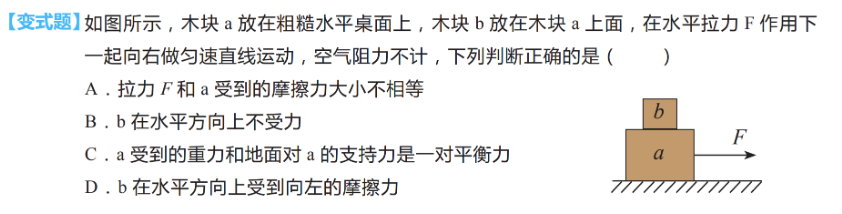 【变式题】如图所示，木块 a 放在粗糙水平桌面上，木块 b 放在木块 a 上面，在水平拉力 F 作用下
一起向右做匀速直线运动，空气阻力不计，下列判断正确的是（　　）
A．拉力 F 和 a 受到的摩擦力大小不相等
B．b 在水平方向上不受力
C．a 受到的重力和地面对 a 的支持力是一对平衡力
D．b 在水平方向上受到向左的摩擦力
b
F
a